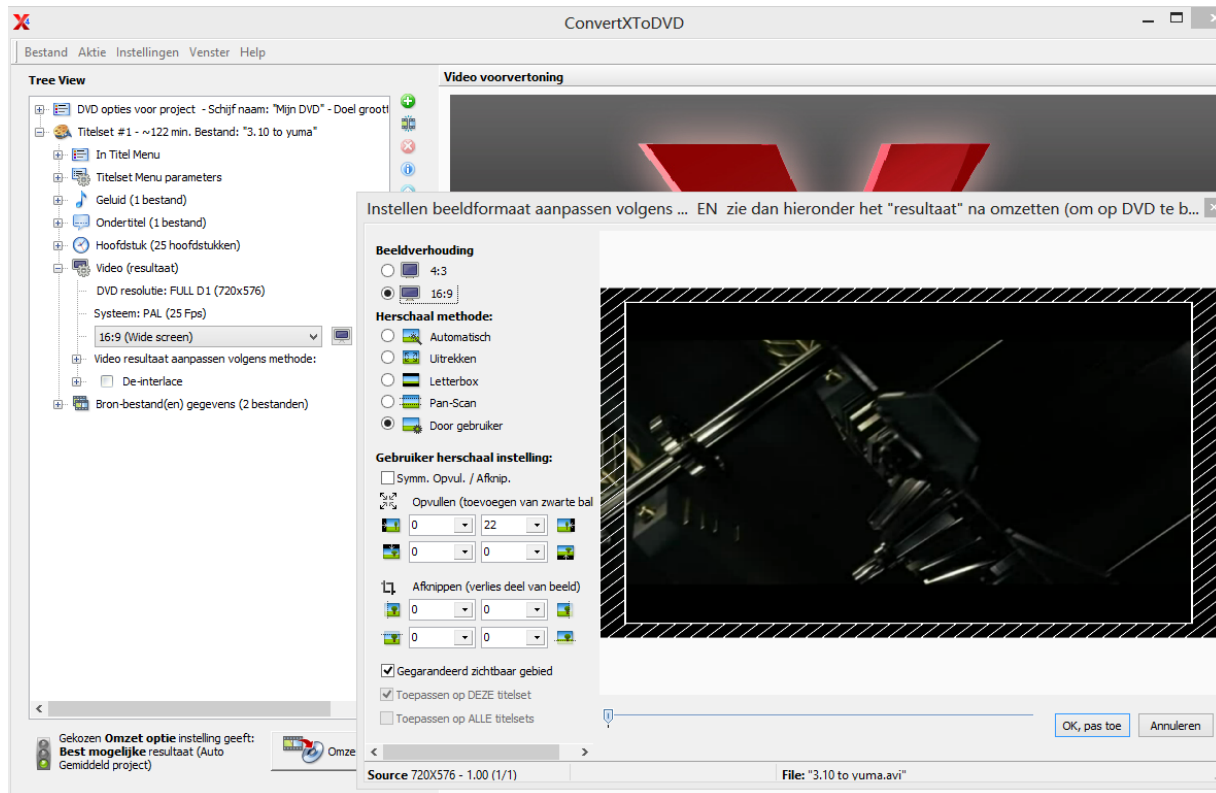 ConvertXToDVD
Bestand Aktie Instellingen Venster Help
Tree View
Video voorvertoning
DVD opties voor project - Schijf naam: "Mijn DVD" - Doel groott
Titelset #1 - ~122 min. Bestand: "3.10 to yuma"
In Titel Menu
Titelset Menu parameters
Geluid (1 bestand)
Ondertitel (1 bestand)
Hoofdstuk (25 hoofdstukken)
Video (resultaat)
DVD resolutie: FULL D1 (720x576)
Systeem: PAL (25 Fps)
16:9 (Wide screen)
Video resultaat aanpassen volgens methode:
De-interlace
Bron-bestand(en) gegevens (2 bestanden)
Gekozen Omzet optie instelling geeft:
Best mogelijke resultaat (Auto
Gemiddeld project)
Omze
Instellen beeldformaat aanpassen volgens ... EN zie dan hieronder het "resultaat" na omzetten (om op DVD te b...
Beeldverhouding
4:3
16:9
Herschaal methode:
Automatisch
Uitrekken
Letterbox
Pan-Scan
Door gebruiker
Gebruiker herschaal instelling:
Symm. Opvul. / Afknip.
Opvullen (toevoegen van zwarte bal
0 22
0 0
Afknippen (verlies deel van beeld)
0 0
0 0
Gegarandeerd zichtbaar gebied
Toepassen op DEZE titelset
Toepassen op ALLE titelsets
OK, pas toe Annuleren
Source 720X576 - 1.00 (1/1)
File: "3.10 to yuma.avi"